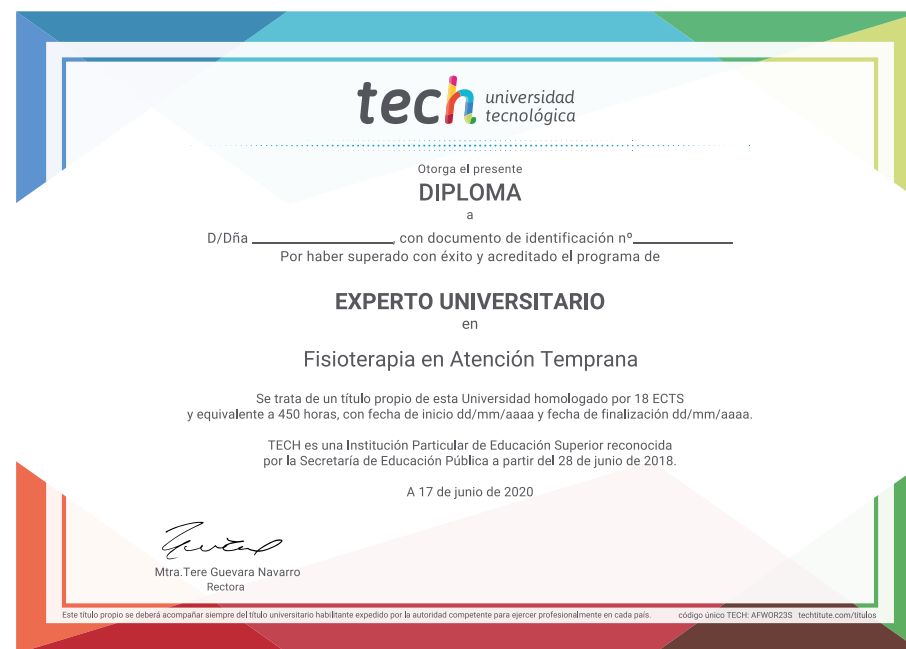 tech universidad
tecnológica
Otorga el presente
DIPLOMA
a
D/Dña ____________________, con documento de identificación nº______________
Por haber superado con éxito y acreditado el programa de
EXPERTO UNIVERSITARIO
en
Fisioterapia en Atención Temprana
Se trata de un título propio de esta Universidad homologado por 18 ECTS
y equivalente a 450 horas, con fecha de inicio dd/mm/aaaa y fecha de finalización dd/mm/aaaa.
TECH es una Institución Particular de Educación Superior reconocida
por la Secretaría de Educación Pública a partir del 28 de junio de 2018.
A 17 de junio de 2020
Mtra.Tere Guevara Navarro
Rectora
Este título propio se deberá acompañar siempre del título universitario habilitante expedido por la autoridad competente para ejercer profesionalmente en cada país. código único TECH: AFWOR23S techtitute.com/titulos